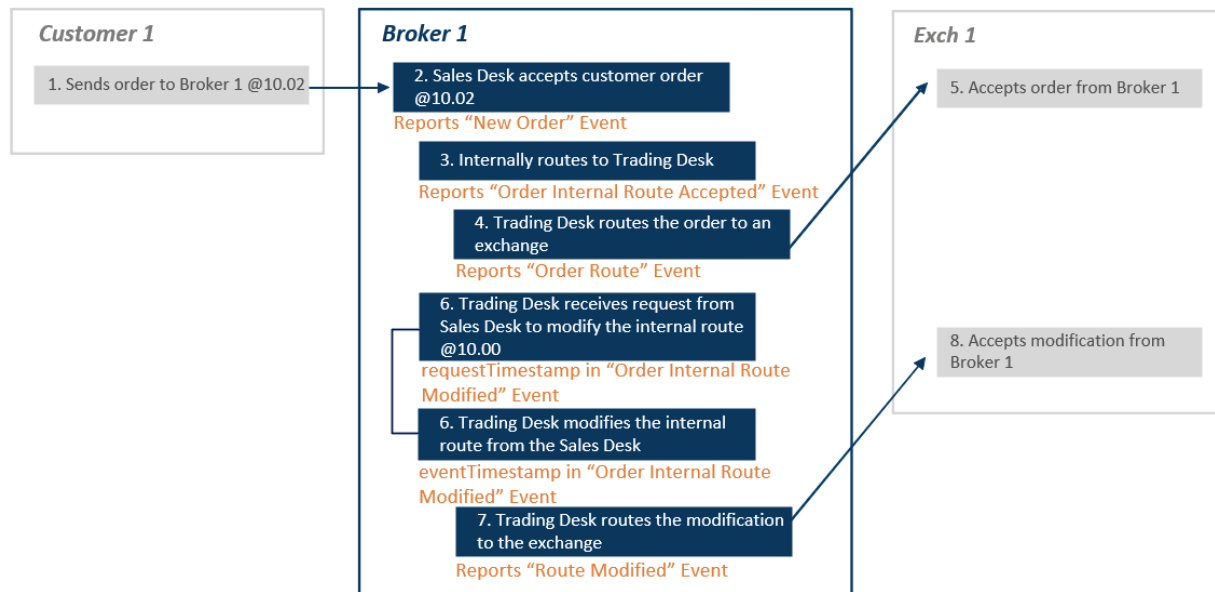 Customer 1
1. Sends order to Broker 1 @10.02
Broker 1
2. Sales Desk accepts customer order
@10.02
Reports “New Order” Event
3. Internally routes to Trading Desk
Reports “Order Internal Route Accepted” Event
4. Trading Desk routes the order to an
exchange
Reports “Order Route” Event
6. Trading Desk receives request from
Sales Desk to modify the internal route
@10.00
requestTimestamp in “Order Internal Route
Modified” Event
6. Trading Desk modifies the internal
route from the Sales Desk
eventTimestamp in “Order Internal Route
Modified” Event
7. Trading Desk routes the modification
to the exchange
Reports “Route Modified” Event
Exch 1
5. Accepts order from Broker 1
8. Accepts modification from
Broker 1